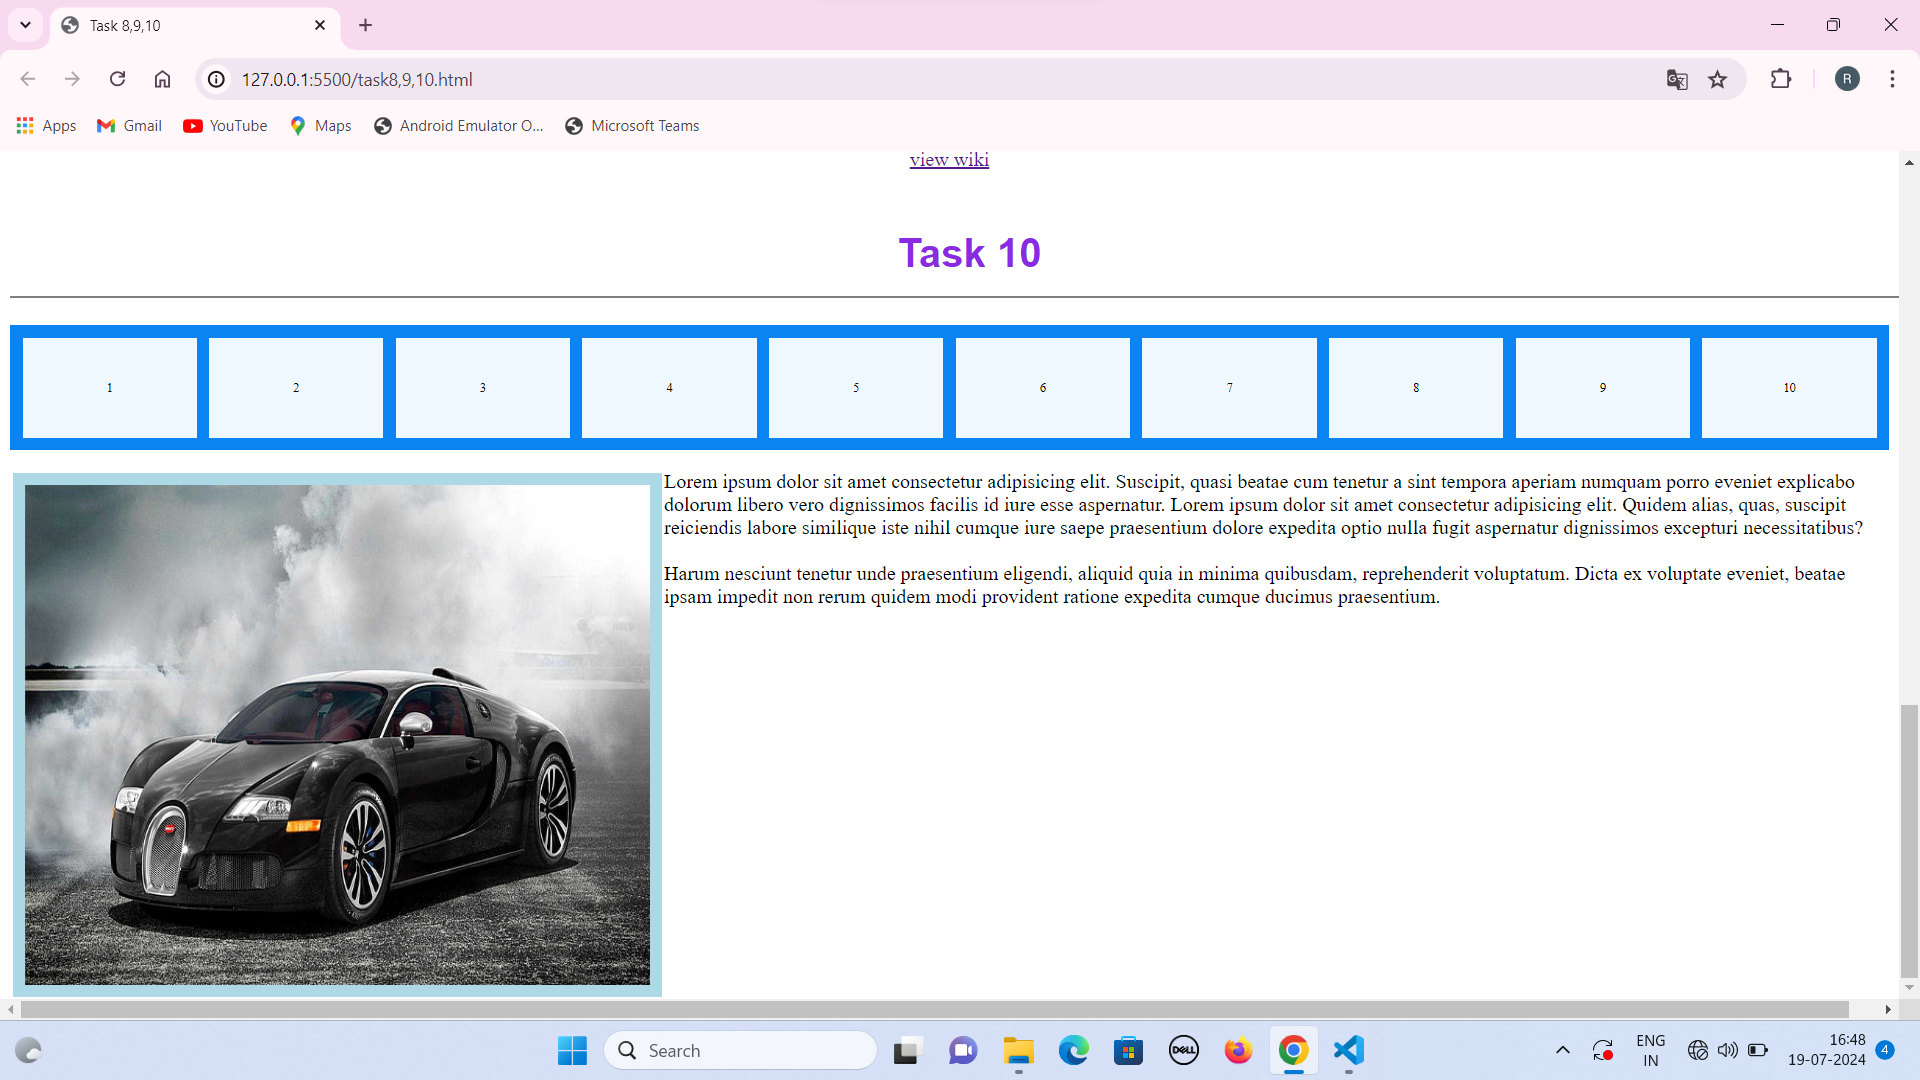 Task 8,9,10
127.0.0.1:5500/task8,9,10.html
R
Apps Gmail YouTube Maps Android Emulator O... Microsoft Teams
view wiki
Task 10
1 2 3 4 5 6 7 8 9 10
Lorem ipsum dolor sit amet consectetur adipisicing elit. Suscipit, quasi beatae cum tenetur a sint tempora aperiam numquam porro eveniet explicabo
dolorum libero vero dignissimos facilis id iure esse aspernatur. Lorem ipsum dolor sit amet consectetur adipisicing elit. Quidem alias, quas, suscipit
reiciendis labore similique iste nihil cumque iure saepe praesentium dolore expedita optio nulla fugit aspernatur dignissimos excepturi necessitatibus?
Harum nesciunt tenetur unde praesentium eligendi, aliquid quia in minima quibusdam, reprehenderit voluptatum. Dicta ex voluptate eveniet, beatae
ipsam impedit non rerum quidem modi provident ratione expedita cumque ducimus praesentium.
Search
DELL
ENG
IN
16:48
19-07-2024
4